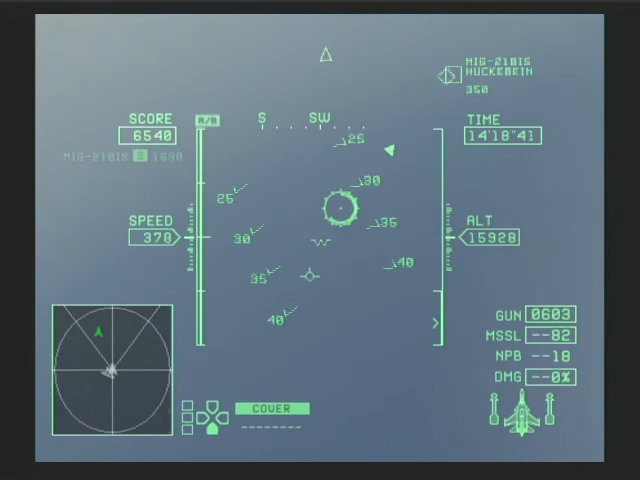 MIG-21BIS
HUCKEBEIN
350
SCORE
6540
MIG-21BIS S 1690
A/B
S SW
TIME
14'18"41
25
30
35
40
25
30
35
40
SPEED
378
ALT
15928
GUN 0603
MSSL --82
NPB --18
DMG --0%
COVER
--------